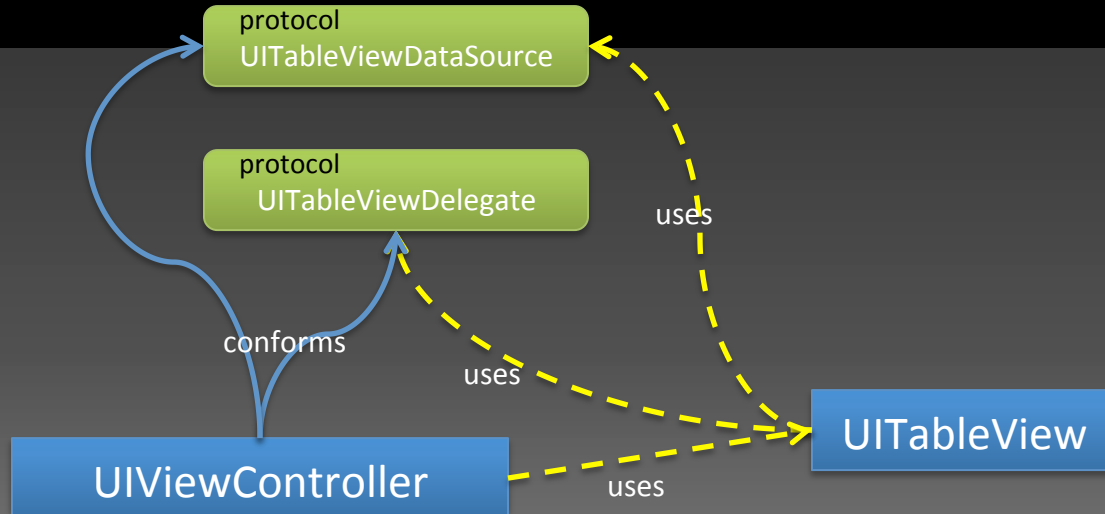 protocol
UITableViewDataSource
protocol
UITableViewDelegate
uses
conforms
uses
UITableView
UIViewController
uses